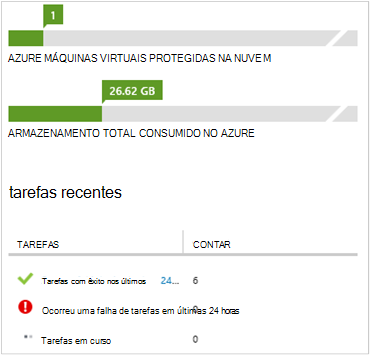 1
AZURE MÁQUINAS VIRTUAIS PROTEGIDAS NA NUVEM
26.62 GB
ARMAZENAMENTO TOTAL CONSUMIDO NO AZURE
tarefas recentes
TAREFAS CONTAR
Tarefas com êxito nos últimos 24... 6
Ocorreu uma falha de tarefas em últimas 24 horas 0
Tarefas em curso 0